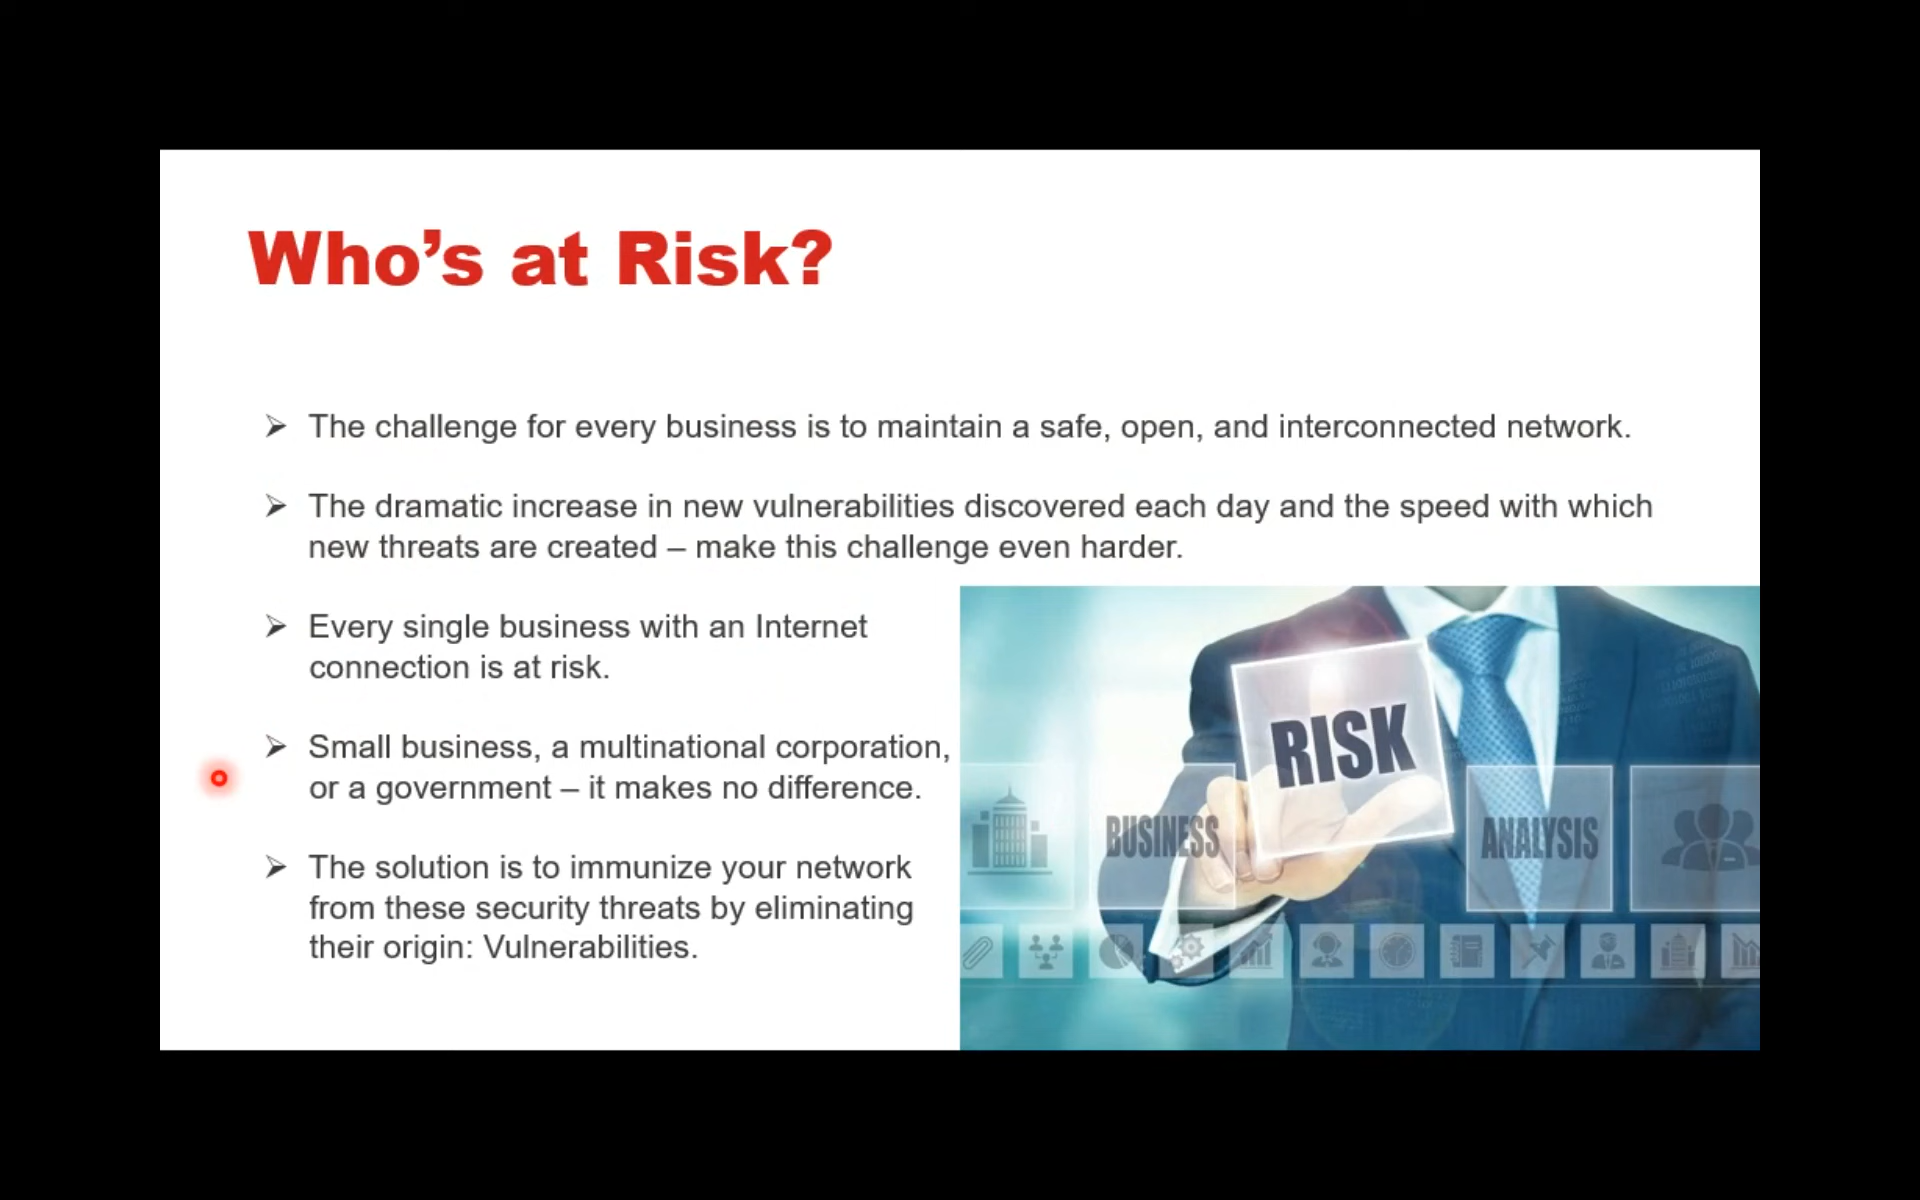 Who’s at Risk?
➢ The challenge for every business is to maintain a safe, open, and interconnected network.
➢ The dramatic increase in new vulnerabilities discovered each day and the speed with which
new threats are created – make this challenge even harder.
➢ Every single business with an Internet
connection is at risk.
➢ Small business, a multinational corporation,
or a government – it makes no difference.
➢ The solution is to immunize your network
from these security threats by eliminating
their origin: Vulnerabilities.
RISK
BUSINESS
ANALYSIS